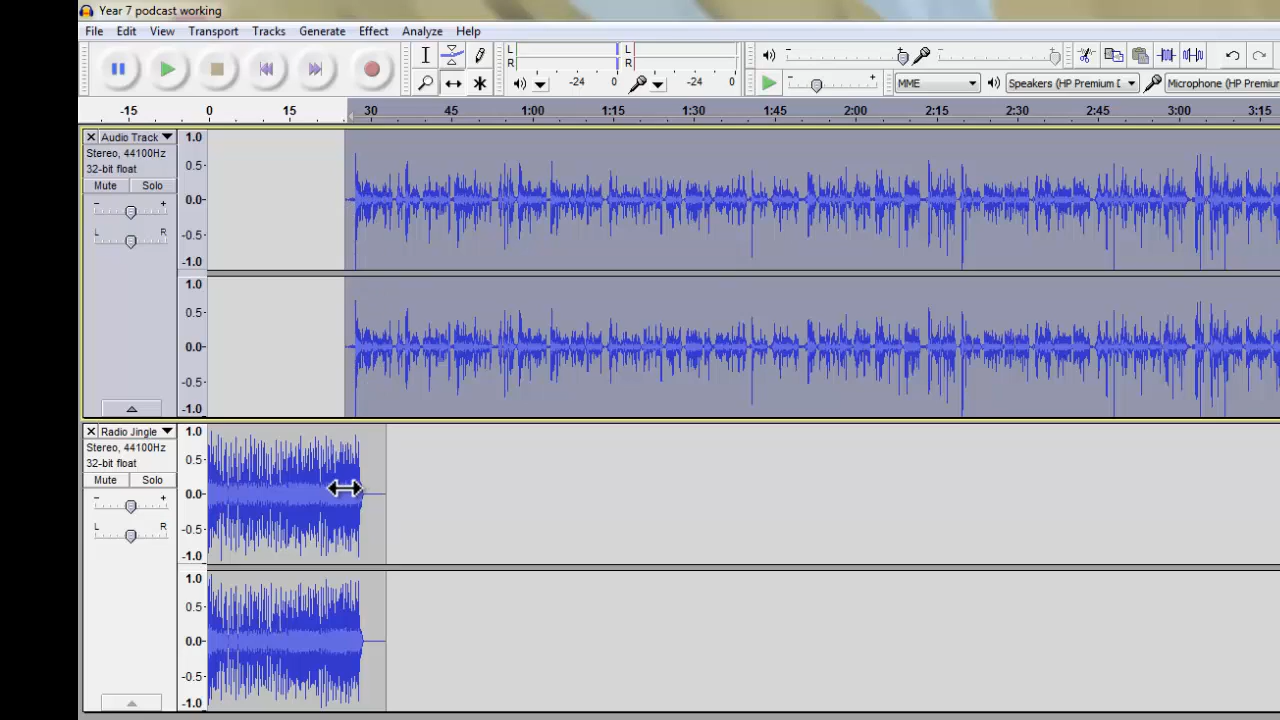 Year 7 podcast working
File Edit View Transport Tracks Generate Effect Analyze Help
L R -24 0 L R -24 0
MME Speakers (HP Premium D Microphone (HP Premium
-15 0 15 30 45 1:00 1:15 1:30 1:45 2:00 2:15 2:30 2:45 3:00 3:15
Audio Track 1.0
Stereo, 44100Hz
32-bit float 0.5
Mute Solo
- + 0.0
L R -0.5
-1.0
1.0
0.5
0.0
-0.5
-1.0
Radio Jingle 1.0
Stereo, 44100Hz
32-bit float 0.5
Mute Solo
- + 0.0
L R -0.5
-1.0
1.0
0.5
0.0
-0.5
-1.0